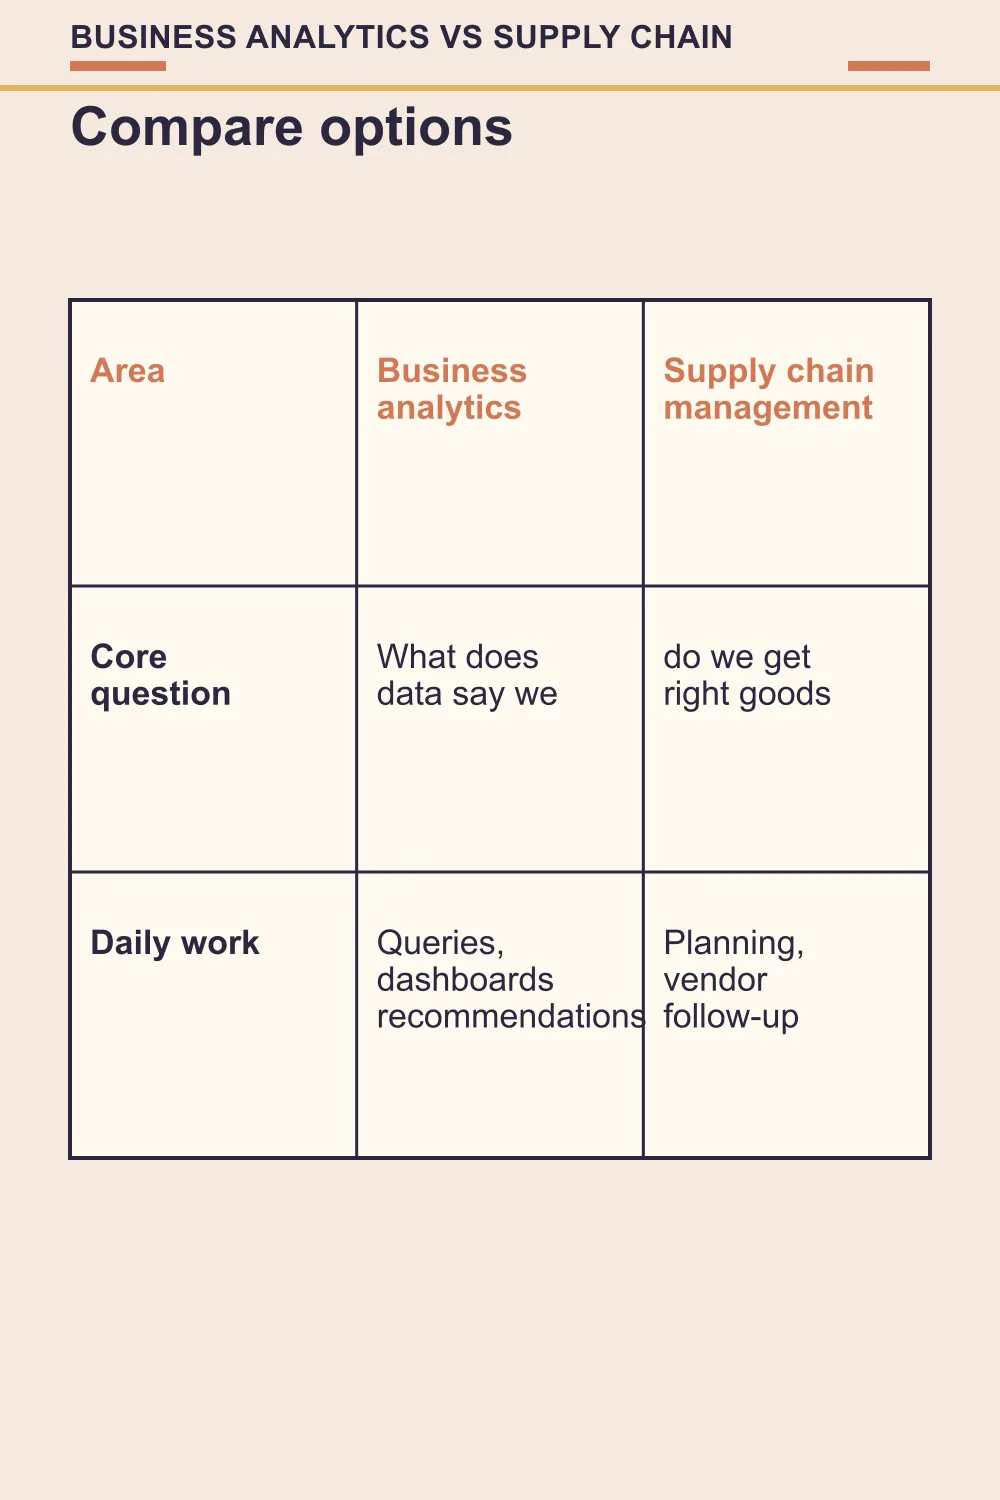 BUSINESS ANALYTICS VS SUPPLY CHAIN
Compare options
Area
Business
analytics
Supply chain
management
Core
question
What does
data say we
do we get
right goods
Daily work
Queries,
dashboards
recommendations
Planning,
vendor
follow-up